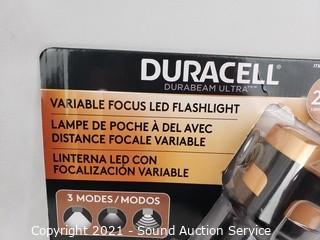 DURACELL
DURABEAM ULTRA™
VARIABLE FOCUS LED FLASHLIGHT
LAMPE DE POCHE À DEL AVEC
DISTANCE FOCALE VARIABLE
LINTERNA LED CON
FOCALIZACIÓN VARIABLE
3 MODES/MODOS
Copyright 2021 - Sound Auction Service